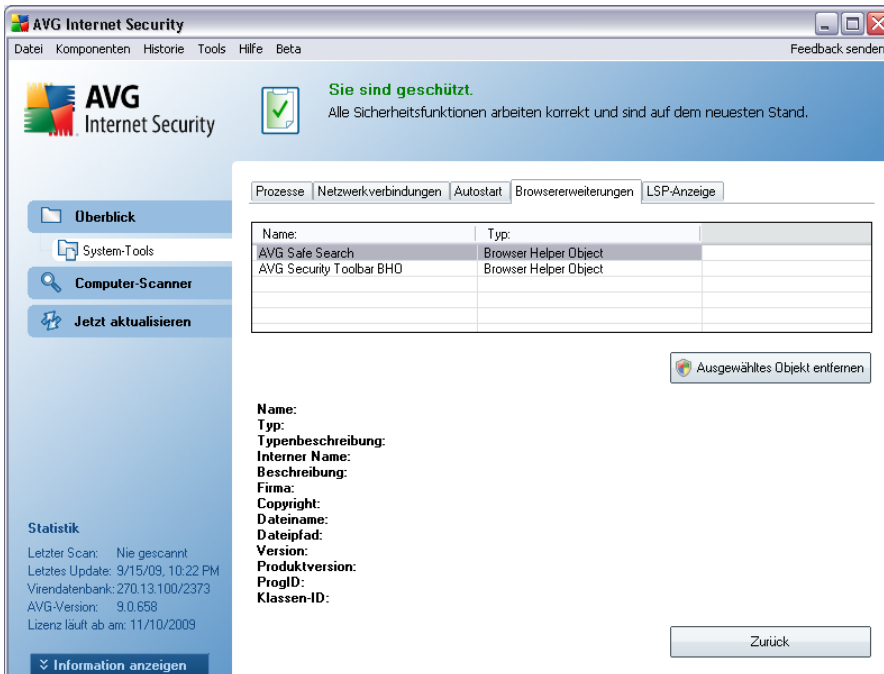 AVG Internet Security
Datei Komponenten Historie Tools Hilfe Beta Feedback senden
AVG
Internet Security
Sie sind geschützt.
Alle Sicherheitsfunktionen arbeiten korrekt und sind auf dem neuesten Stand.
Überblick
System-Tools
Computer-Scanner
Jetzt aktualisieren
Prozesse Netzwerkverbindungen Autostart Browsererweiterungen LSP-Anzeige
Name: Typ:
AVG Safe Search Browser Helper Object
AVG Security Toolbar BHO Browser Helper Object
Ausgewähltes Objekt entfernen
Name:
Typ:
Typenbeschreibung:
Interner Name:
Beschreibung:
Firma:
Copyright:
Dateiname:
Dateipfad:
Version:
Produktversion:
ProgID:
Klassen-ID:
Statistik
Letzter Scan: Nie gescannt
Letztes Update: 9/15/09, 10:22 PM
Virendatenbank: 270.13.100/2373
AVG-Version: 9.0.658
Lizenz läuft ab am: 11/10/2009
Information anzeigen
Zurück